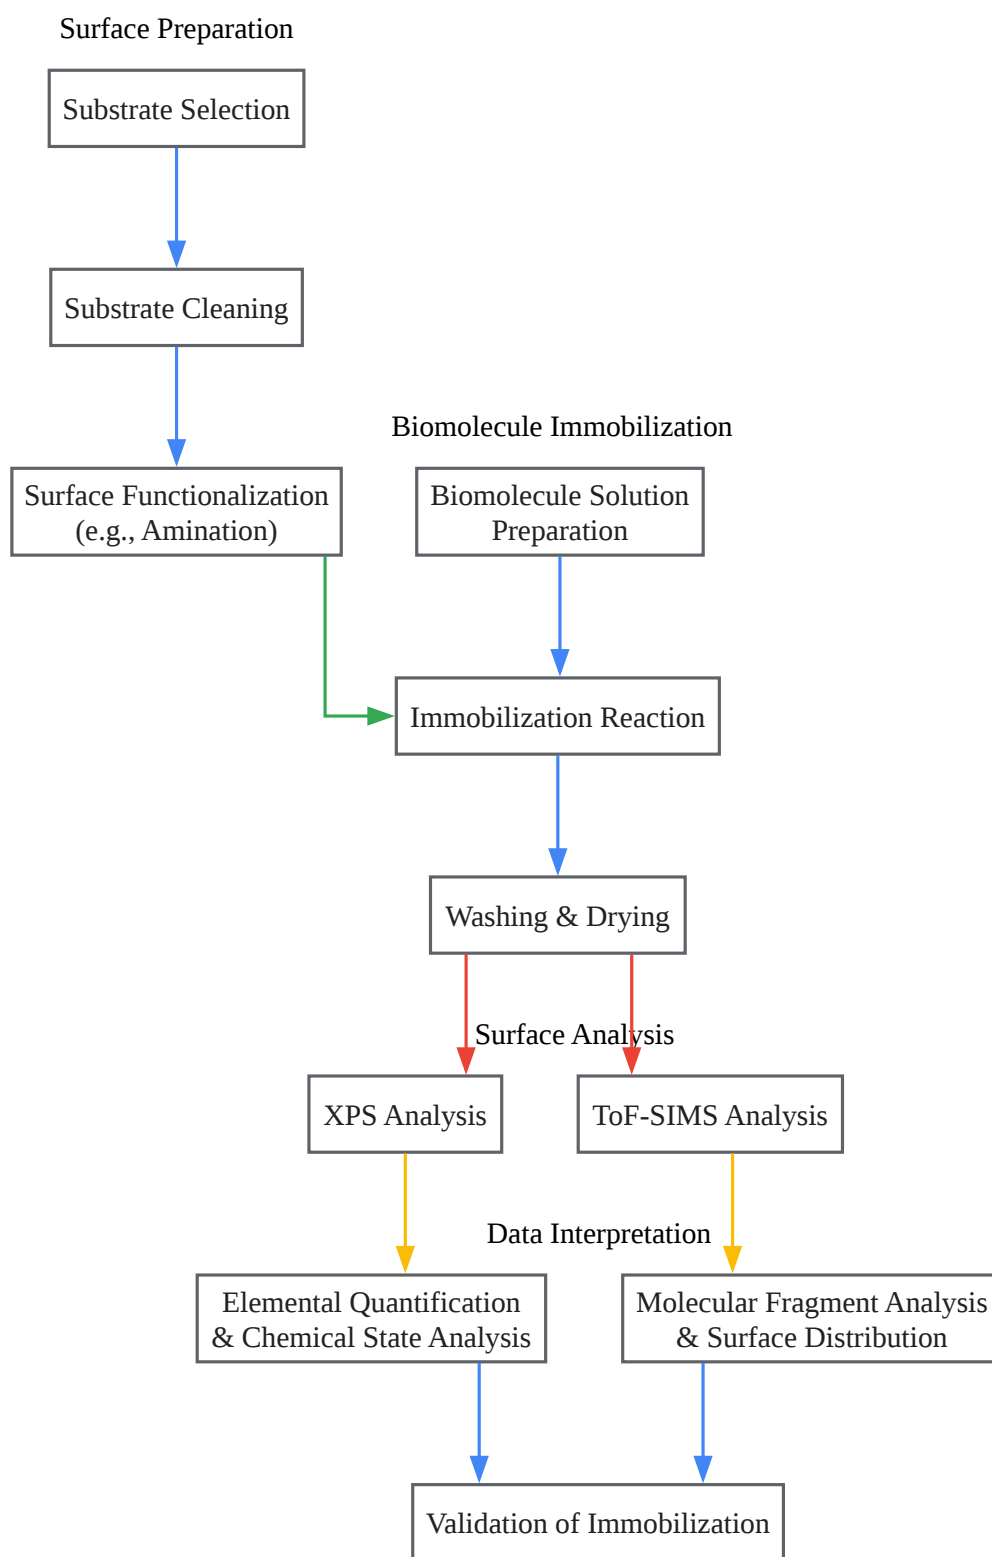 Surface Preparation
Substrate Selection
Substrate Cleaning
Biomolecule Immobilization
Surface Functionalization
(e.g., Amination)
Biomolecule Solution
Preparation
Immobilization Reaction
Washing & Drying
Surface Analysis
XPS Analysis
ToF-SIMS Analysis
Data Interpretation
Elemental Quantification
& Chemical State Analysis
Molecular Fragment Analysis
& Surface Distribution
Validation of Immobilization